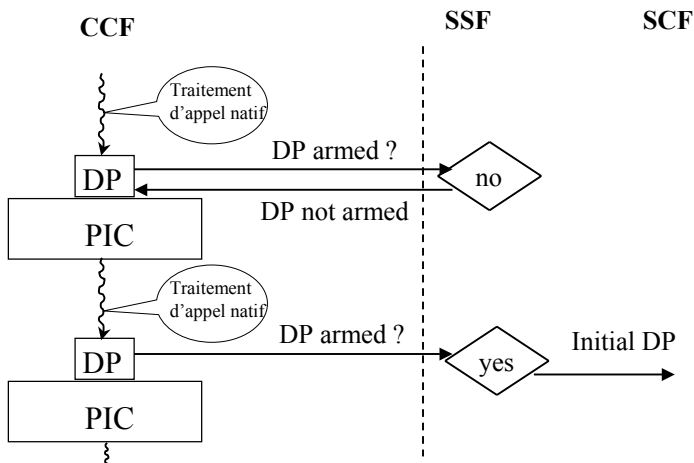 CCF
SSF
SCF
Traitement
d’appel natif
DP armed ?
DP
no
DP not armed
PIC
Traitement
d’appel natif
DP armed ?
Initial DP
DP
yes
PIC